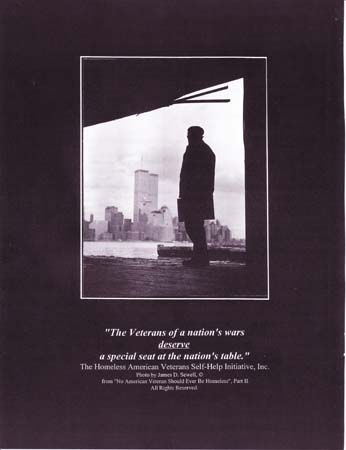 "The Veterans of a nation's wars
deserve
a special seat at the nation's table."
The Homeless American Veterans Self-Help Initiative, Inc.
Photo by James D. Sewell, ©
from "No American Veteran Should Ever Be Homeless", Part II
All Rights Reserved.